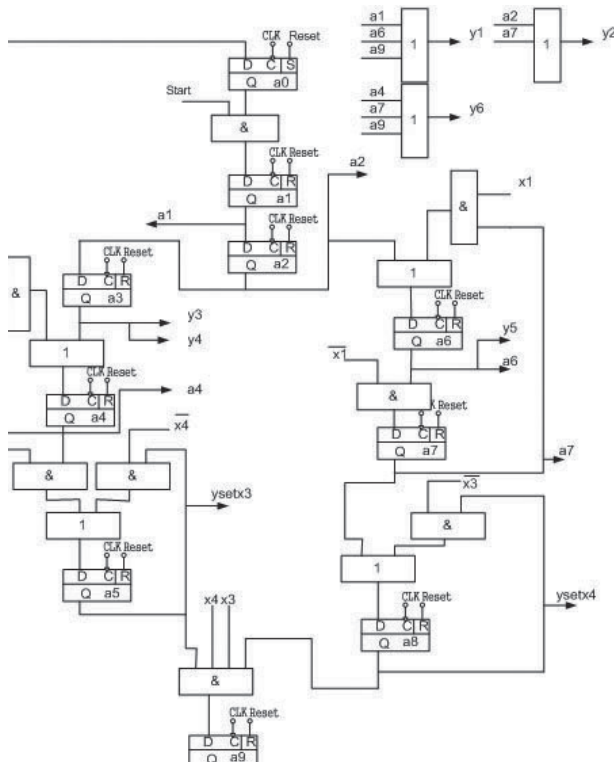 CLK Reset
D C S
Q a0
Start
&
a1
a6
a9
1
y1
a2
a7
1
y2
a4
a7
a9
1
y6
CLK Reset
D C R
Q a1
a1
a2
CLK Reset
D C R
Q a2
&
x1
&
CLK Reset
D C R
Q a3
y3
y4
1
1
CLK Reset
D C R
Q a6
y5
a6
x1
&
CLK Reset
D C R
Q a4
a4
x4
CLK Reset
D C R
Q a7
a7
&
&
x3
&
ysetx3
1
1
CLK Reset
D C R
Q a5
ysetx4
CLK Reset
D C R
Q a8
x4 x3
&
CLK Reset
D C R
Q a9